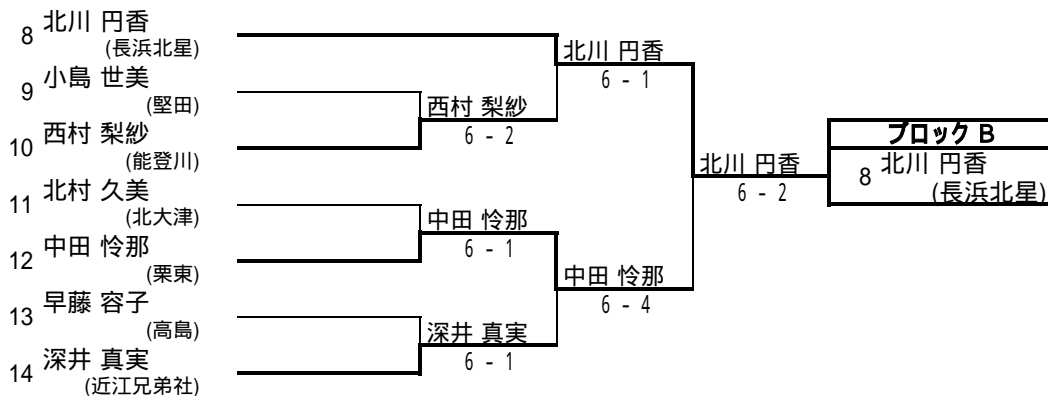 8 北川 円香
(長浜北星)
9 小島 世美
(堅田)
10 西村 梨紗
(能登川)
11 北村 久美
(北大津)
12 中田 怜那
(栗東)
13 早藤 容子
(高島)
14 深井 真実
(近江兄弟社)
西村 梨紗
6 - 2
中田 怜那
6 - 1
深井 真実
6 - 1
北川 円香
6 - 1
中田 怜那
6 - 4
北川 円香
6 - 2
ブロック B
8 北川 円香
(長浜北星)